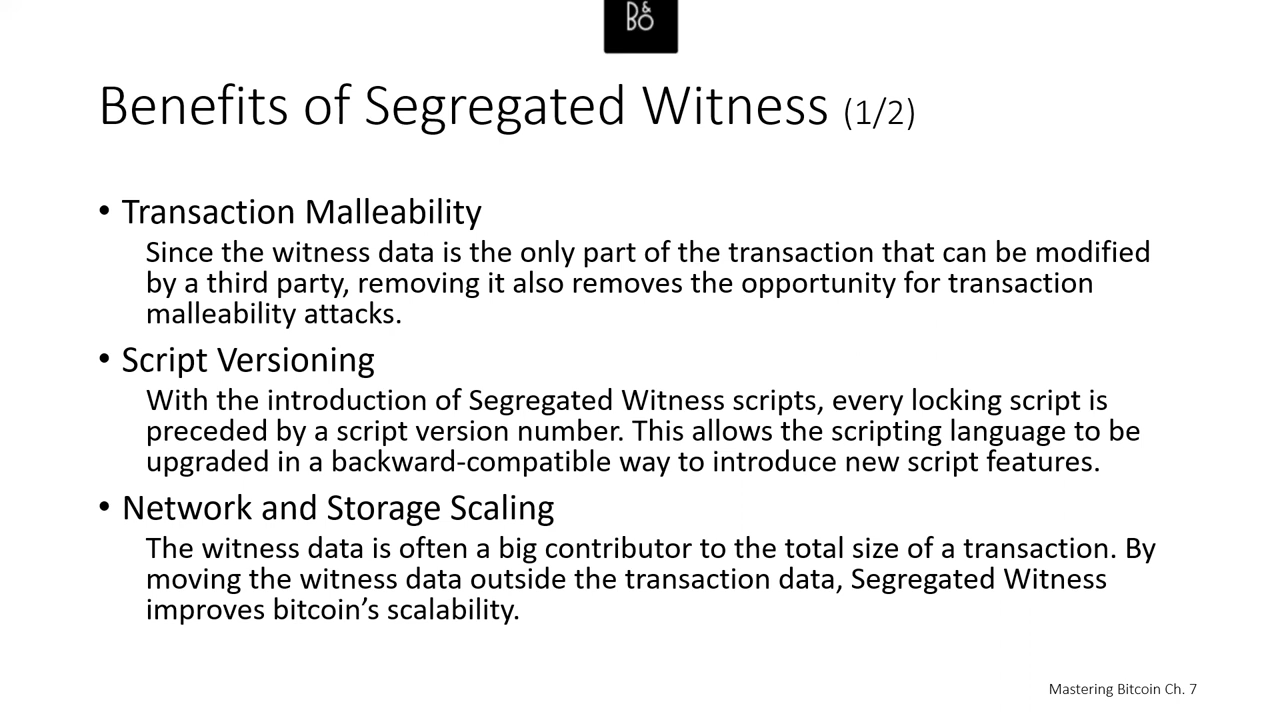 B&O
Benefits of Segregated Witness (1/2)
• Transaction Malleability
Since the witness data is the only part of the transaction that can be modified
by a third party, removing it also removes the opportunity for transaction
malleability attacks.
• Script Versioning
With the introduction of Segregated Witness scripts, every locking script is
preceded by a script version number. This allows the scripting language to be
upgraded in a backward-compatible way to introduce new script features.
• Network and Storage Scaling
The witness data is often a big contributor to the total size of a transaction. By
moving the witness data outside the transaction data, Segregated Witness
improves bitcoin’s scalability.
Mastering Bitcoin Ch. 7